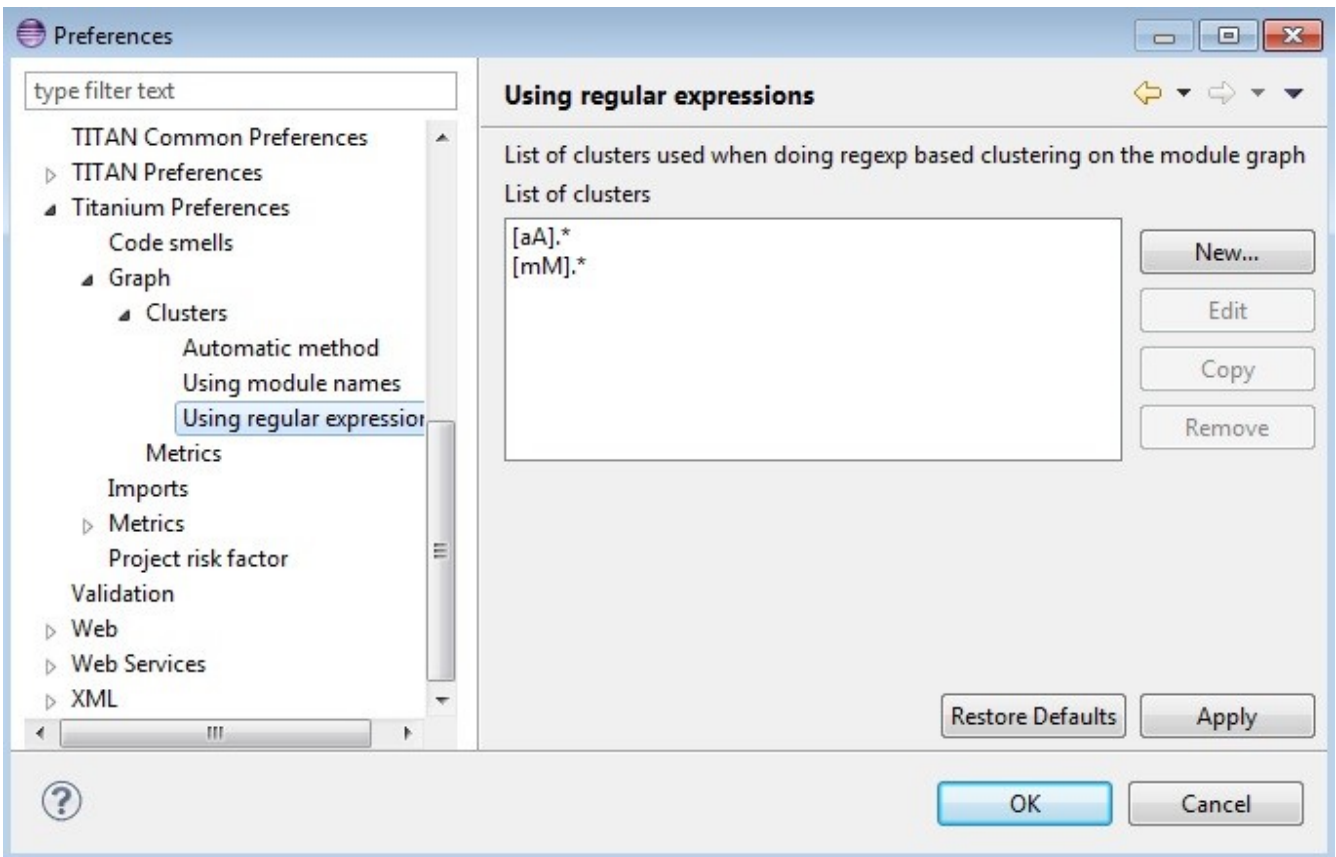 Preferences
type filter text
TITAN Common Preferences
TITAN Preferences
Titanium Preferences
Code smells
Graph
Clusters
Automatic method
Using module names
Using regular expression
Metrics
Imports
Metrics
Project risk factor
Validation
Web
Web Services
XML
Using regular expressions
List of clusters used when doing regexp based clustering on the module graph
List of clusters
[aA].*
[mM].*
New...
Edit
Copy
Remove
Restore Defaults
Apply
?
OK
Cancel